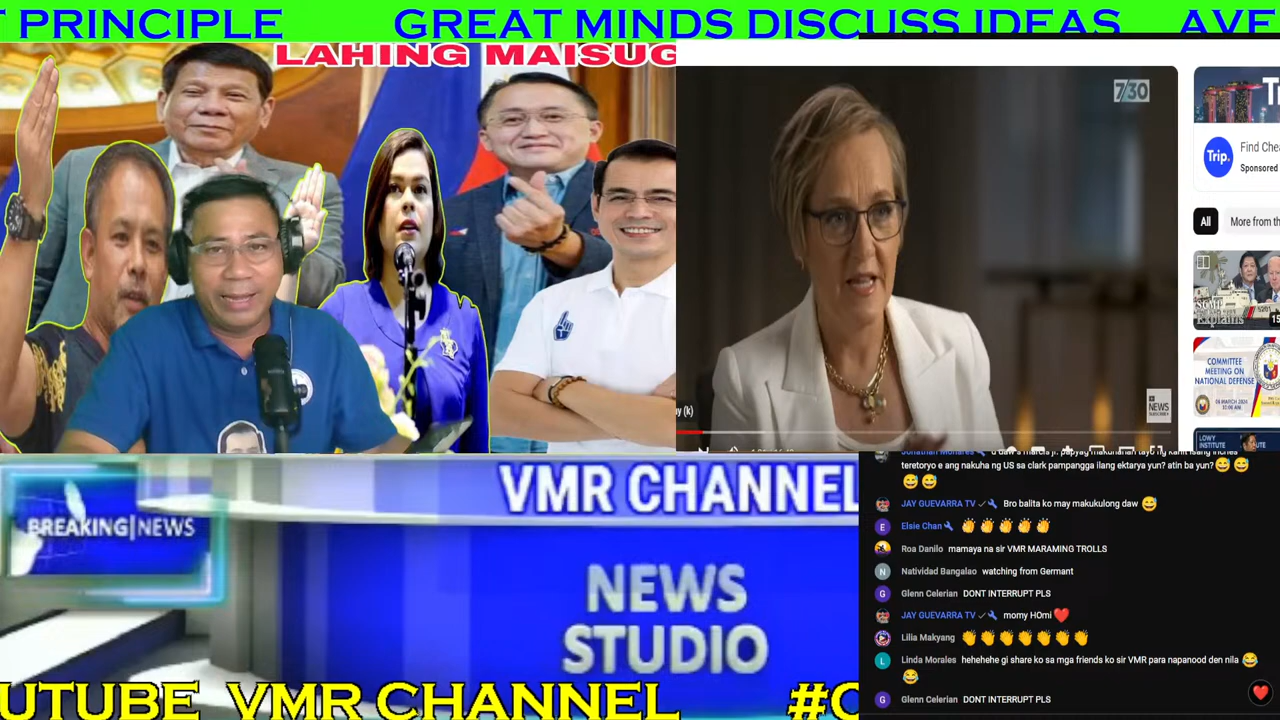 T PRINCIPLE GREAT MINDS DISCUSS IDEAS AVE
LAHING MAISUG
7/30
NEWS
ay (k)
Trip.
Find Chea
Sponsored
All
More from th
COMMITTEE
MEETING ON
NATIONAL DEFENSE
LOWY
INSTITUTE
VMR CHANNEL
BREAKING|NEWS
NEWS
STUDIO
UTUBE VMR CHANNEL #C
teretoryo e ang nakuha ng US sa clark pampangga ilang ektarya yun? atin ba yun? 😅 😅
😅 😅
JAY GUEVARRA TV Bro balita ko may makukulong daw 😅
Elsie Chan 👏 👏 👏 👏 👏
Roa Danilo mamaya na sir VMR MARAMING TROLLS
N Natividad Bangalao watching from Germant
G Glenn Celerian DONT INTERRUPT PLS
JAY GUEVARRA TV momy HOmi ❤️
Lilia Makyang 👏 👏 👏 👏 👏 👏 👏
L Linda Morales hehehehe gi share ko sa mga friends ko sir VMR para napanood den nila 😂
😂
G Glenn Celerian DONT INTERRUPT PLS